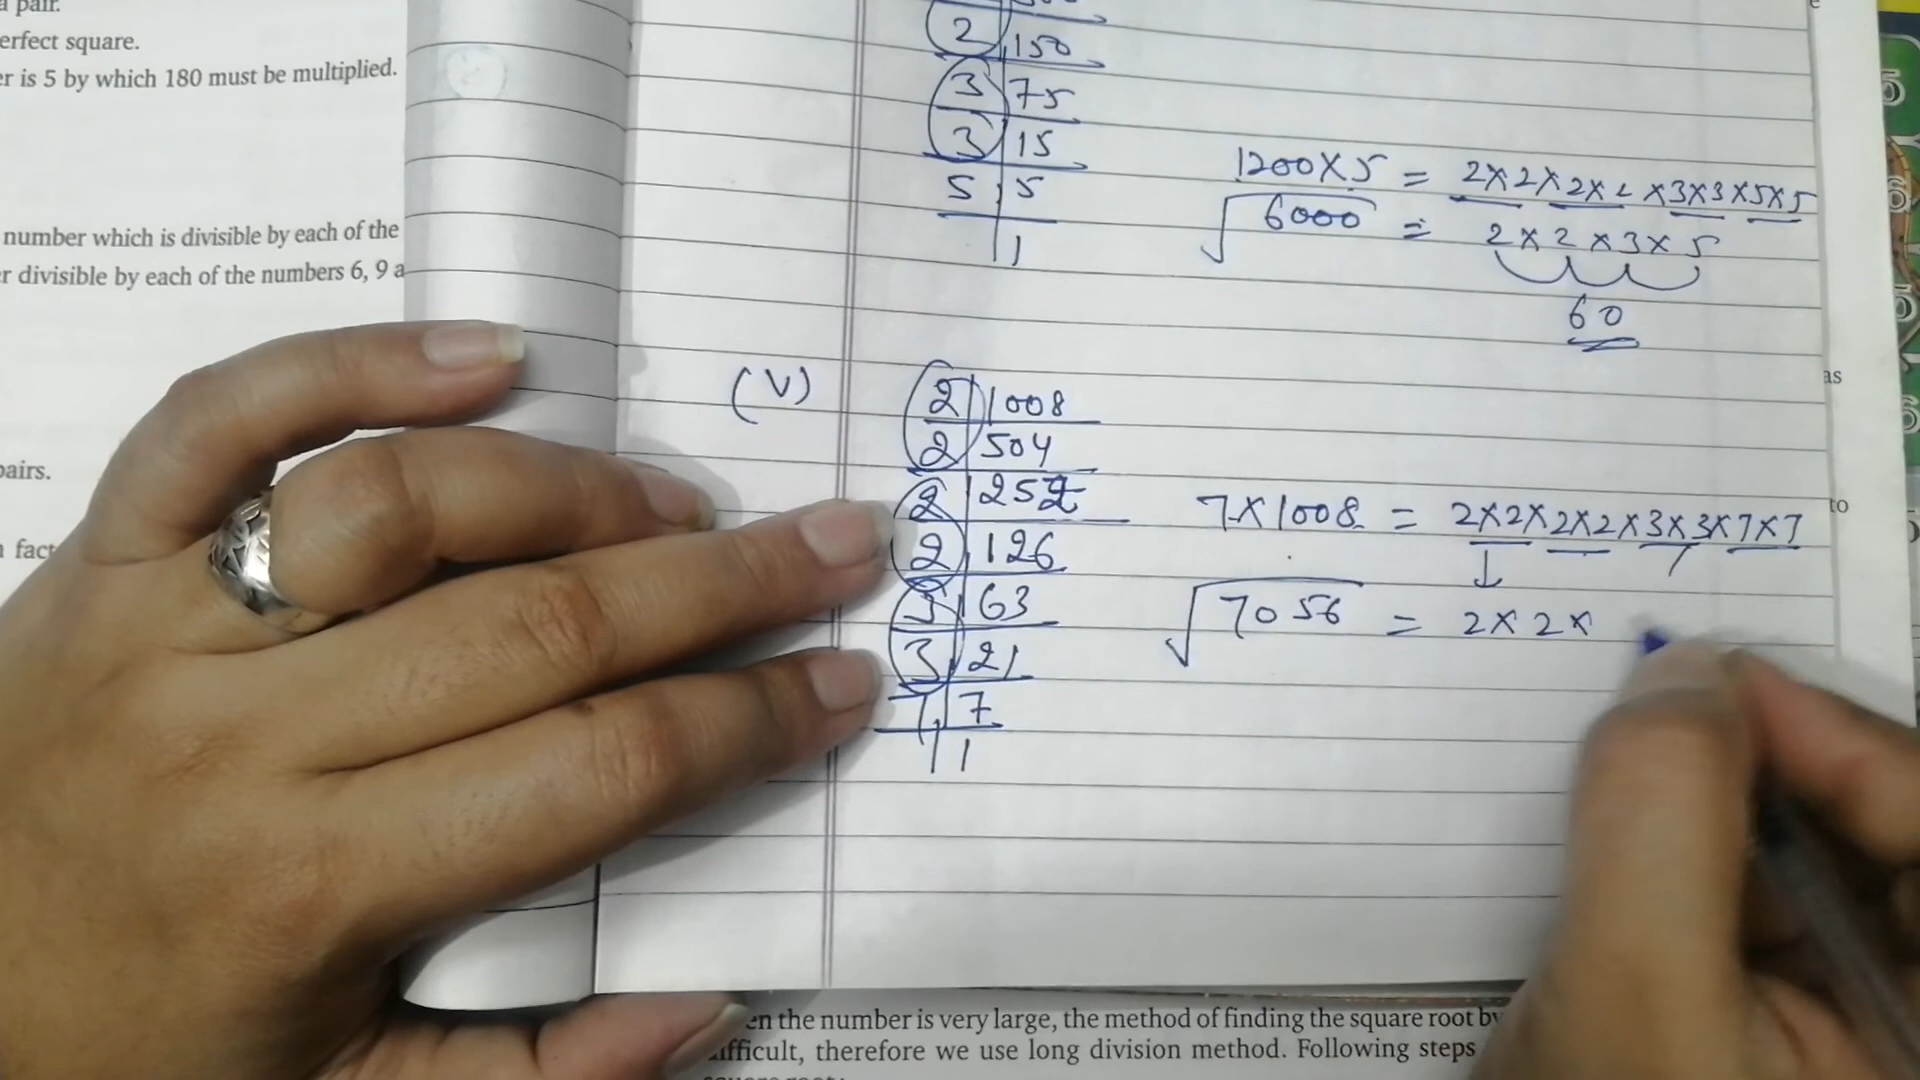 a pair.
erfect square.
er is 5 by which 180 must be multiplied.
number which is divisible by each of the
r divisible by each of the numbers 6, 9 a
pairs.
n fact
2 150
3 75
3 15
5 5
1
1200×5 = 2×2×2×2×3×3×5×5
√6000 = 2×2×3×5
60
(V)
2 1008
2 504
2 252
2 126
3 63
3 21
7 7
1
7×1008 = 2×2×2×2×3×3×7×7
√7056 = 2×2×
as
to
en the number is very large, the method of finding the square root by
ifficult, therefore we use long division method. Following steps